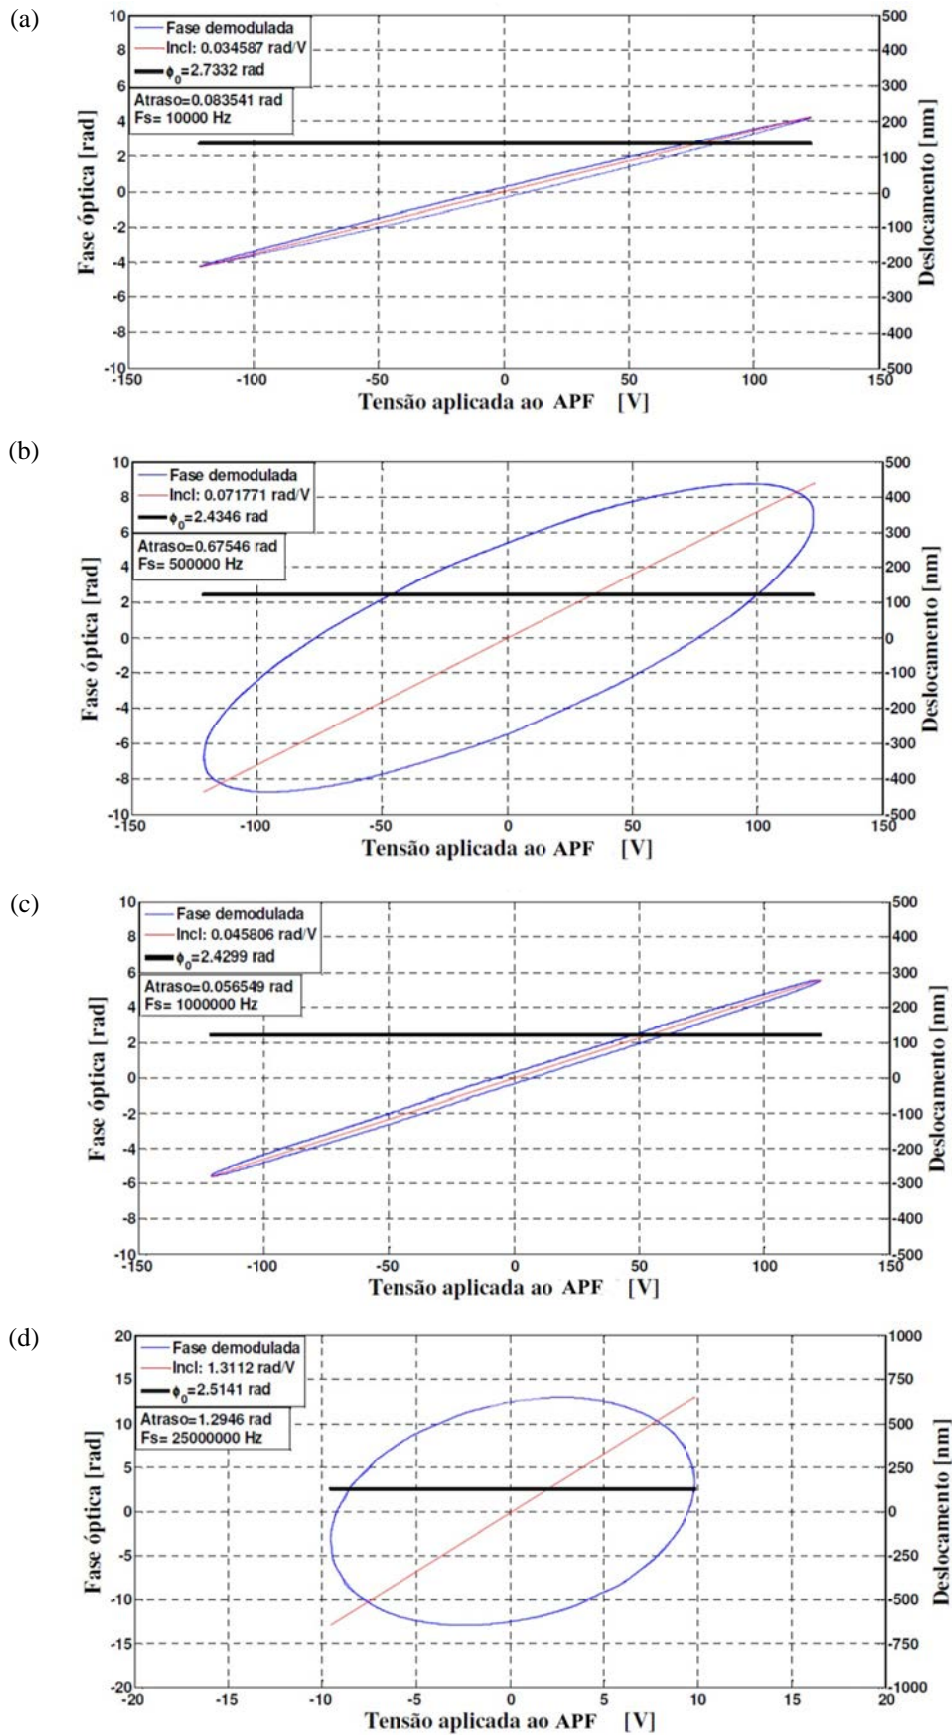 (a)
Fase demodulada
Incl: 0.034587 rad/V
ϕ0=2.7332 rad
Atraso=0.083541 rad
Fs= 10000 Hz
10
8
6
4
2
0
-2
-4
-6
-8
-10
Fase óptica [rad]
500
400
300
200
100
0
-100
-200
-300
-400
-500
Deslocamento [nm]
-150 -100 -50 0 50 100 150
Tensão aplicada ao APF [V]
(b)
Fase demodulada
Incl: 0.071771 rad/V
ϕ0=2.4346 rad
Atraso=0.67546 rad
Fs= 500000 Hz
10
8
6
4
2
0
-2
-4
-6
-8
-10
Fase óptica [rad]
500
400
300
200
100
0
-100
-200
-300
-400
-500
Deslocamento [nm]
-150 -100 -50 0 50 100 150
Tensão aplicada ao APF [V]
(c)
Fase demodulada
Incl: 0.045806 rad/V
ϕ0=2.4299 rad
Atraso=0.056549 rad
Fs= 1000000 Hz
10
8
6
4
2
0
-2
-4
-6
-8
-10
Fase óptica [rad]
500
400
300
200
100
0
-100
-200
-300
-400
-500
Deslocamento [nm]
-150 -100 -50 0 50 100 150
Tensão aplicada ao APF [V]
(d)
Fase demodulada
Incl: 1.3112 rad/V
ϕ0=2.5141 rad
Atraso=1.2946 rad
Fs= 25000000 Hz
20
15
10
5
0
-5
-10
-15
-20
Fase óptica [rad]
1000
750
500
250
0
-250
-500
-750
-1000
Deslocamento [nm]
-20 -15 -10 -5 0 5 10 15 20
Tensão aplicada ao APF [V]